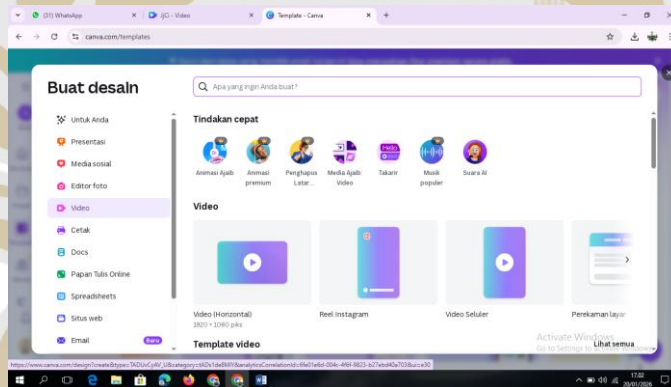 (31) WhatsApp
Template - Canva
canva.com/templates
Buat desain
Apa yang ingin Anda buat?
Untuk Anda
Presentasi
Media sosial
Editor foto
Video
Cetak
Docs
Papan Tulis Online
Spreadsheets
Situs web
Email
Baru
Tindakan cepat
Animasi Ajaib
Animasi premium
Penghapus Latar...
Media Ajaib Video
Takarir
Musik populer
Suara AI
Video
Video (Horizontal)
1920 × 1080 piks
Reel Instagram
Video Seluler
Perekaman layar
Template video
Lihat semua
Activate Windows
Go to Settings to activate Windows.
17.02
20/01/2026